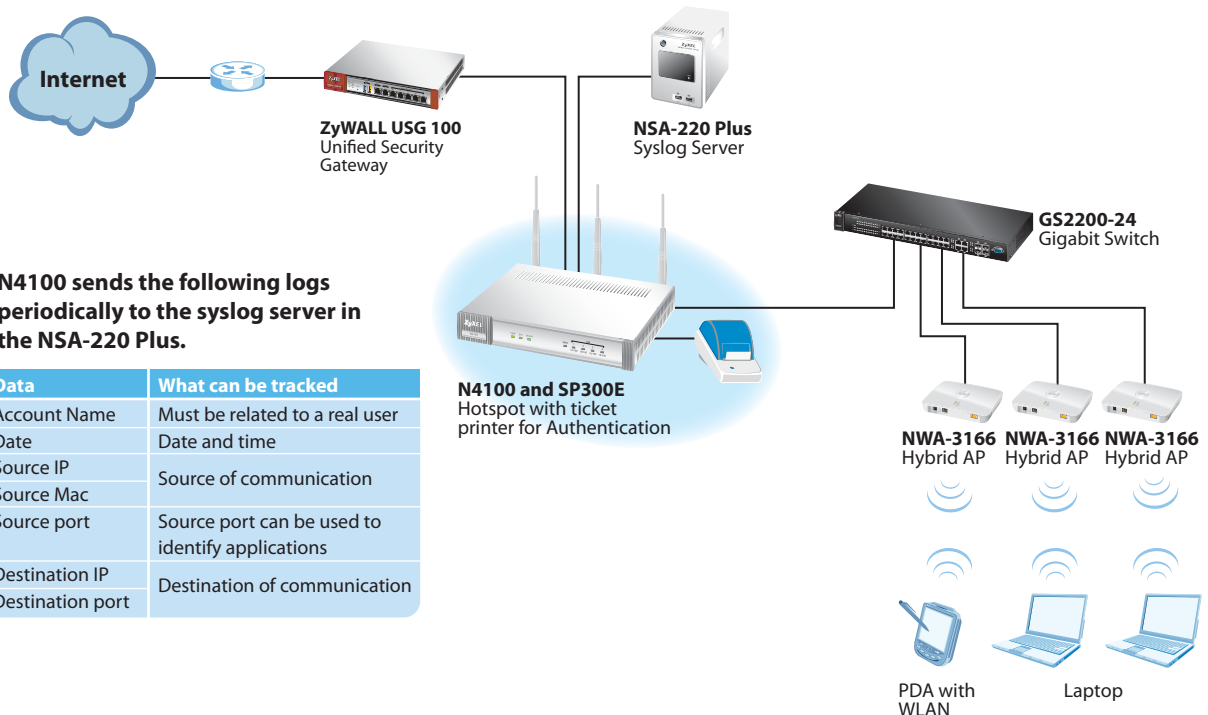 Internet
ZyXEL
ZyWALL USG 100
Unified Security
Gateway
ZyXEL
NSA-220 Plus
Syslog Server
GS2200-24
Gigabit Switch
N4100 sends the following logs
periodically to the syslog server in
the NSA-220 Plus.
ZyXEL
N4100 and SP300E
Hotspot with ticket
printer for Authentication
Data What can be tracked
Account Name Must be related to a real user
Date Date and time
Source IP
Source of communication
Source Mac
Source port Source port can be used to
identify applications
Destination IP
Destination of communication
Destination port
NWA-3166 NWA-3166 NWA-3166
Hybrid AP Hybrid AP Hybrid AP
PDA with
WLAN
Laptop